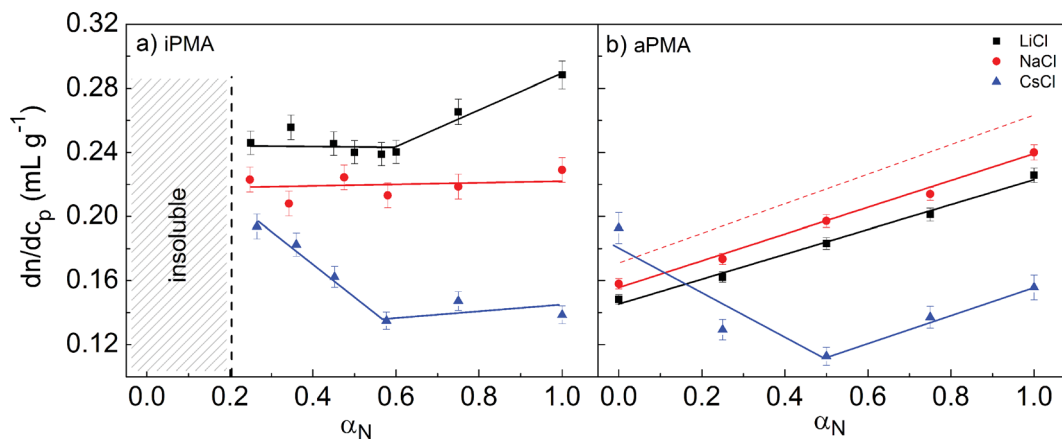 a) iPMA
b) aPMA
LiCl
NaCl
CsCl
0.32
0.28
0.24
0.20
0.16
0.12
dn/dc_p (mL g⁻¹)
insoluble
0.0 0.2 0.4 0.6 0.8 1.0
0.0 0.2 0.4 0.6 0.8 1.0
α_N
α_N